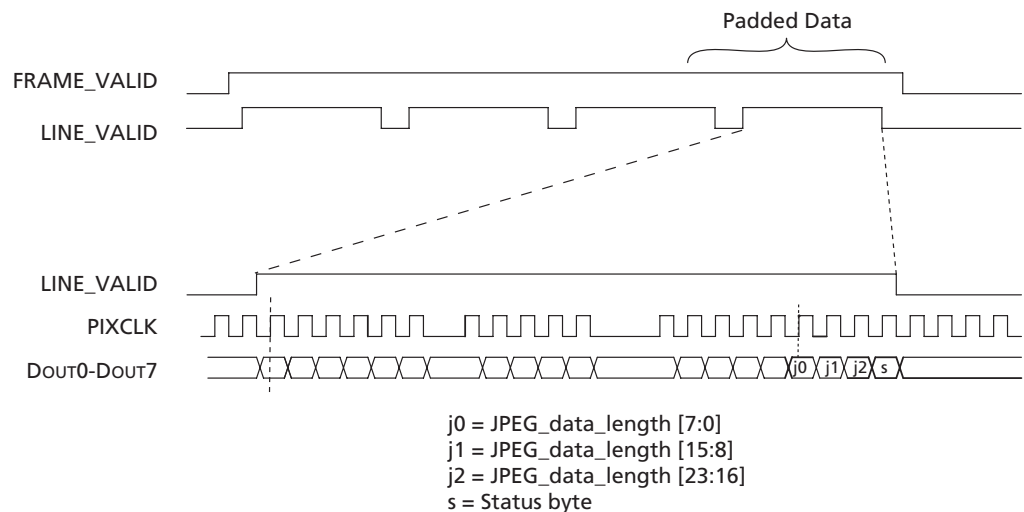 Padded Data
FRAME_VALID
LINE_VALID
LINE_VALID
PIXCLK
DOUT0-DOUT7
j0 j1 j2 s
j0 = JPEG_data_length [7:0]
j1 = JPEG_data_length [15:8]
j2 = JPEG_data_length [23:16]
s = Status byte